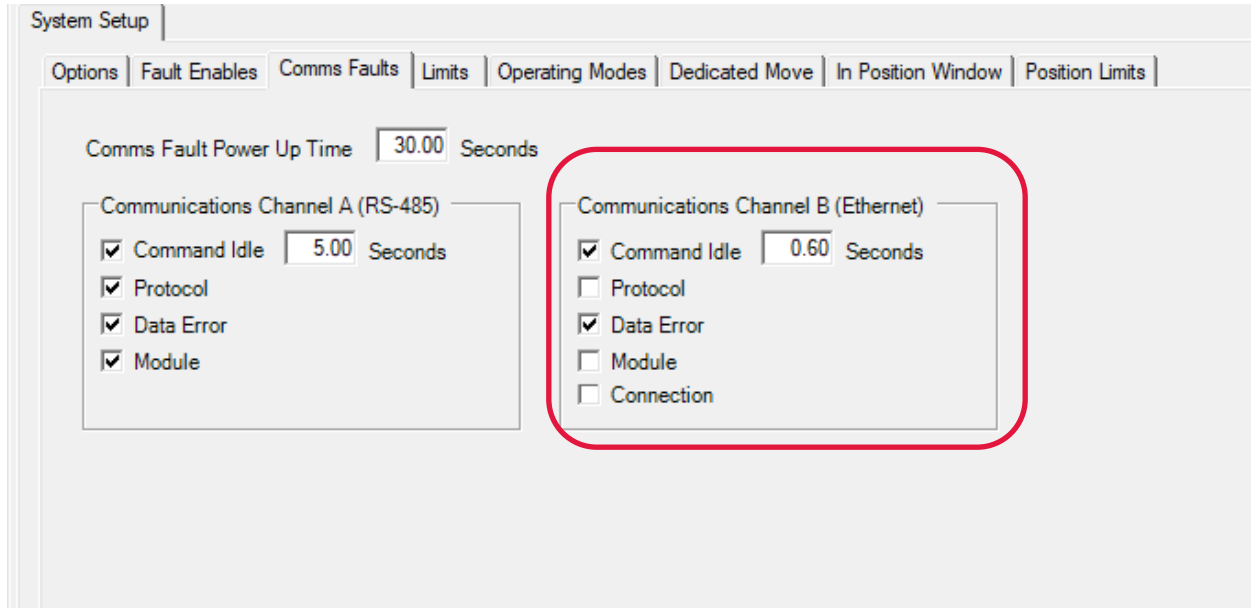 System Setup
Options Fault Enables Comms Faults Limits Operating Modes Dedicated Move In Position Window Position Limits
Comms Fault Power Up Time 30.00 Seconds
Communications Channel A (RS-485)
Command Idle 5.00 Seconds
Protocol
Data Error
Module
Communications Channel B (Ethernet)
Command Idle 0.60 Seconds
Protocol
Data Error
Module
Connection